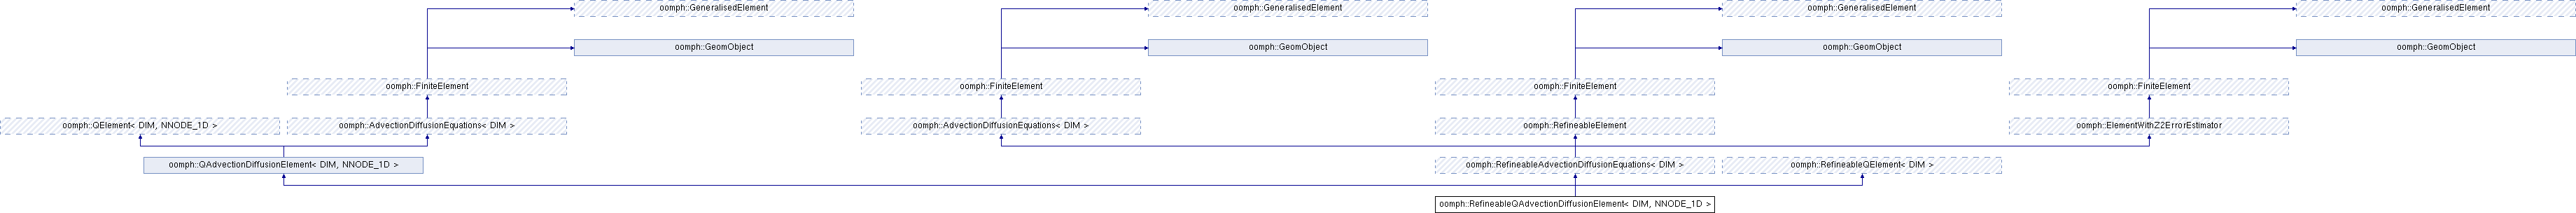 oomph::GeneralisedElement
oomph::GeneralisedElement
oomph::GeneralisedElement
oomph::GeneralisedElement
oomph::GeomObject
oomph::GeomObject
oomph::GeomObject
oomph::GeomObject
oomph::FiniteElement
oomph::FiniteElement
oomph::FiniteElement
oomph::FiniteElement
oomph::QElement< DIM, NNODE_1D >
oomph::AdvectionDiffusionEquations< DIM >
oomph::AdvectionDiffusionEquations< DIM >
oomph::RefineableElement
oomph::ElementWithZ2ErrorEstimator
oomph::QAdvectionDiffusionElement< DIM, NNODE_1D >
oomph::RefineableAdvectionDiffusionEquations< DIM >
oomph::RefineableQElement< DIM >
oomph::RefineableQAdvectionDiffusionElement< DIM, NNODE_1D >